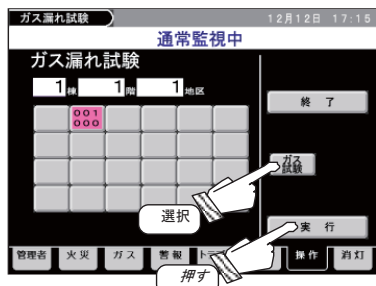 ガス漏れ試験
12月12日 17:15
通常監視中
ガス漏れ試験
1棟 1階 1地区
001
000
終了
ガス
試験
選択
実行
押す
管理者 火災 ガス 警報 操作 消灯